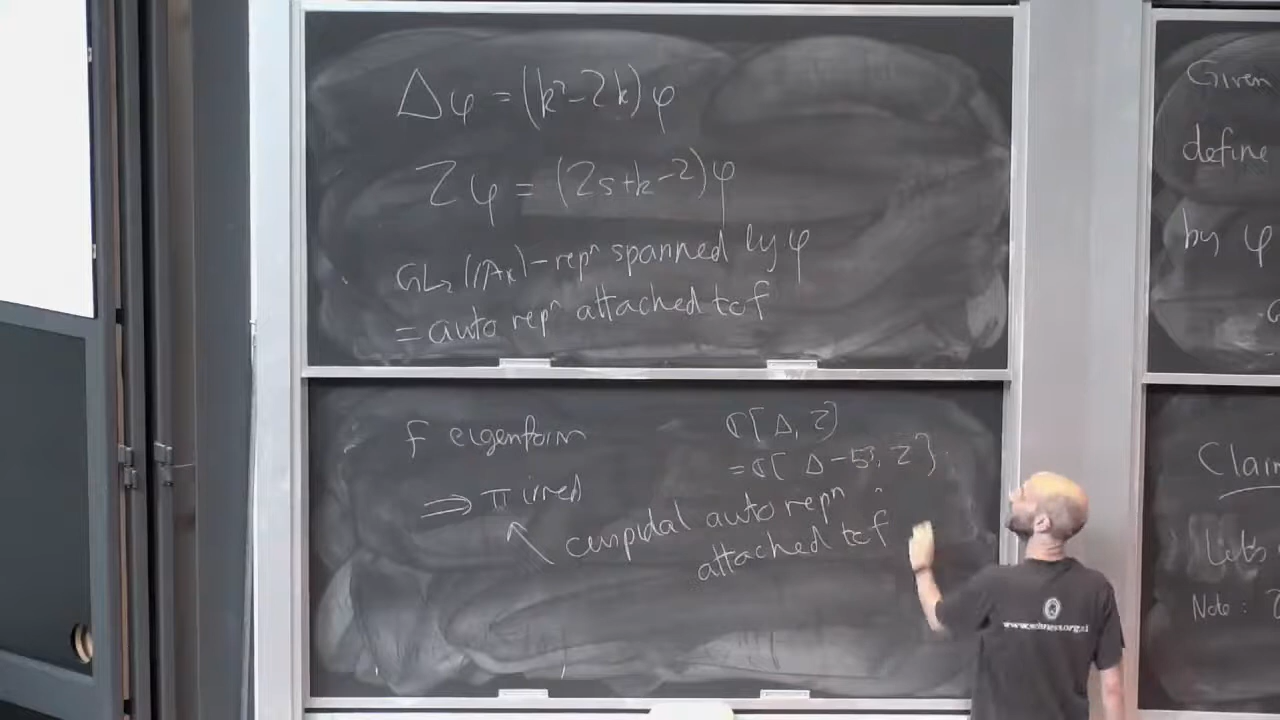 Δφ = (k²-2k)φ
Zφ = (2s+k-2)φ
GL₂(𝔸_K)-repⁿ spanned by φ
= auto repⁿ attached to f
f eigenform
⇒ π irred
cuspidal auto repⁿ
attached to f
ℂ[Δ, Z]
= ℂ[Δ-53, Z]
Given
define
by φ
Claim
Let's
Note: